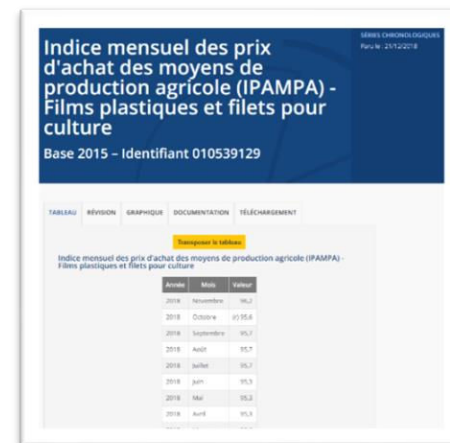 Indice mensuel des prix
d'achat des moyens de
production agricole (IPAMPA) -
Films plastiques et filets pour
culture
Base 2015 – Identifiant 010539129
SÉRIES CHRONOLOGIQUES
Paru le : 21/12/2018
TABLEAU RÉVISION GRAPHIQUE DOCUMENTATION TÉLÉCHARGEMENT
Transposer le tableau
Indice mensuel des prix d'achat des moyens de production agricole (IPAMPA) -
Films plastiques et filets pour culture
Année Mois Valeur
2018 Novembre 96,2
2018 Octobre (r) 95,6
2018 Septembre 95,7
2018 Août 95,7
2018 Juillet 95,7
2018 Juin 95,3
2018 Mai 95,3
2018 Avril 95,3